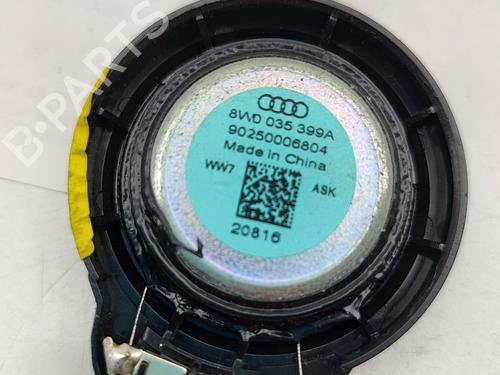 B-PARTS
8W0 035 399A
90250006804
Made in China
WW7
ASK
20816